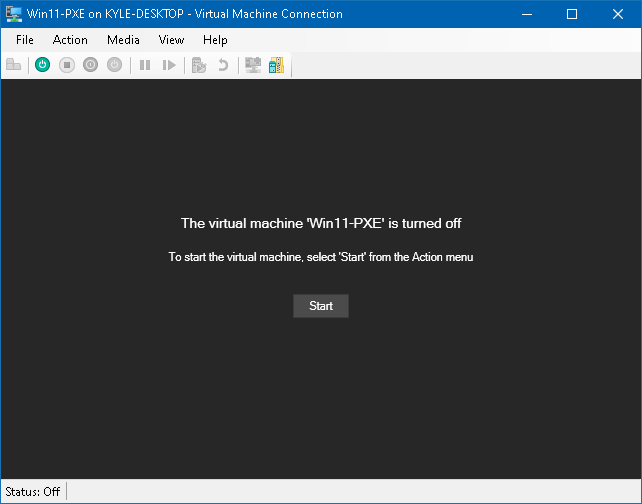 Win11-PXE on KYLE-DESKTOP - Virtual Machine Connection
File Action Media View Help
The virtual machine 'Win11-PXE' is turned off
To start the virtual machine, select 'Start' from the Action menu
Start
Status: Off